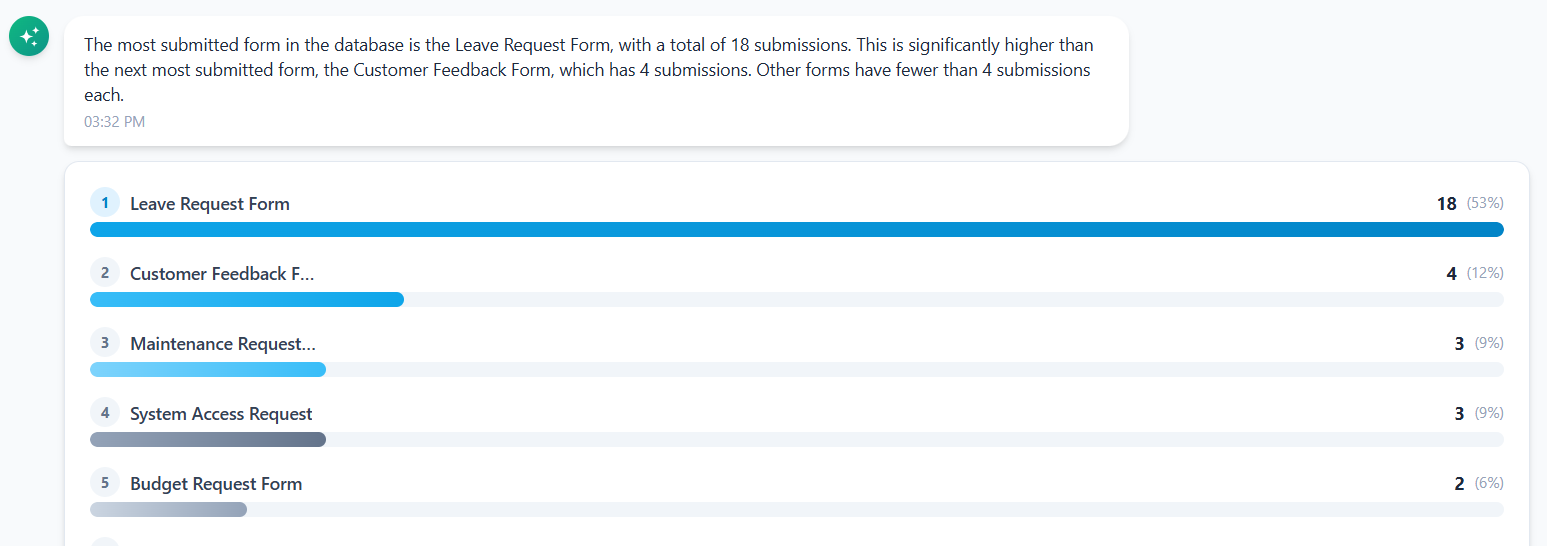 The most submitted form in the database is the Leave Request Form, with a total of 18 submissions. This is significantly higher than
the next most submitted form, the Customer Feedback Form, which has 4 submissions. Other forms have fewer than 4 submissions
each.
03:32 PM
1 Leave Request Form 18 (53%)
2 Customer Feedback F... 4 (12%)
3 Maintenance Request... 3 (9%)
4 System Access Request 3 (9%)
5 Budget Request Form 2 (6%)